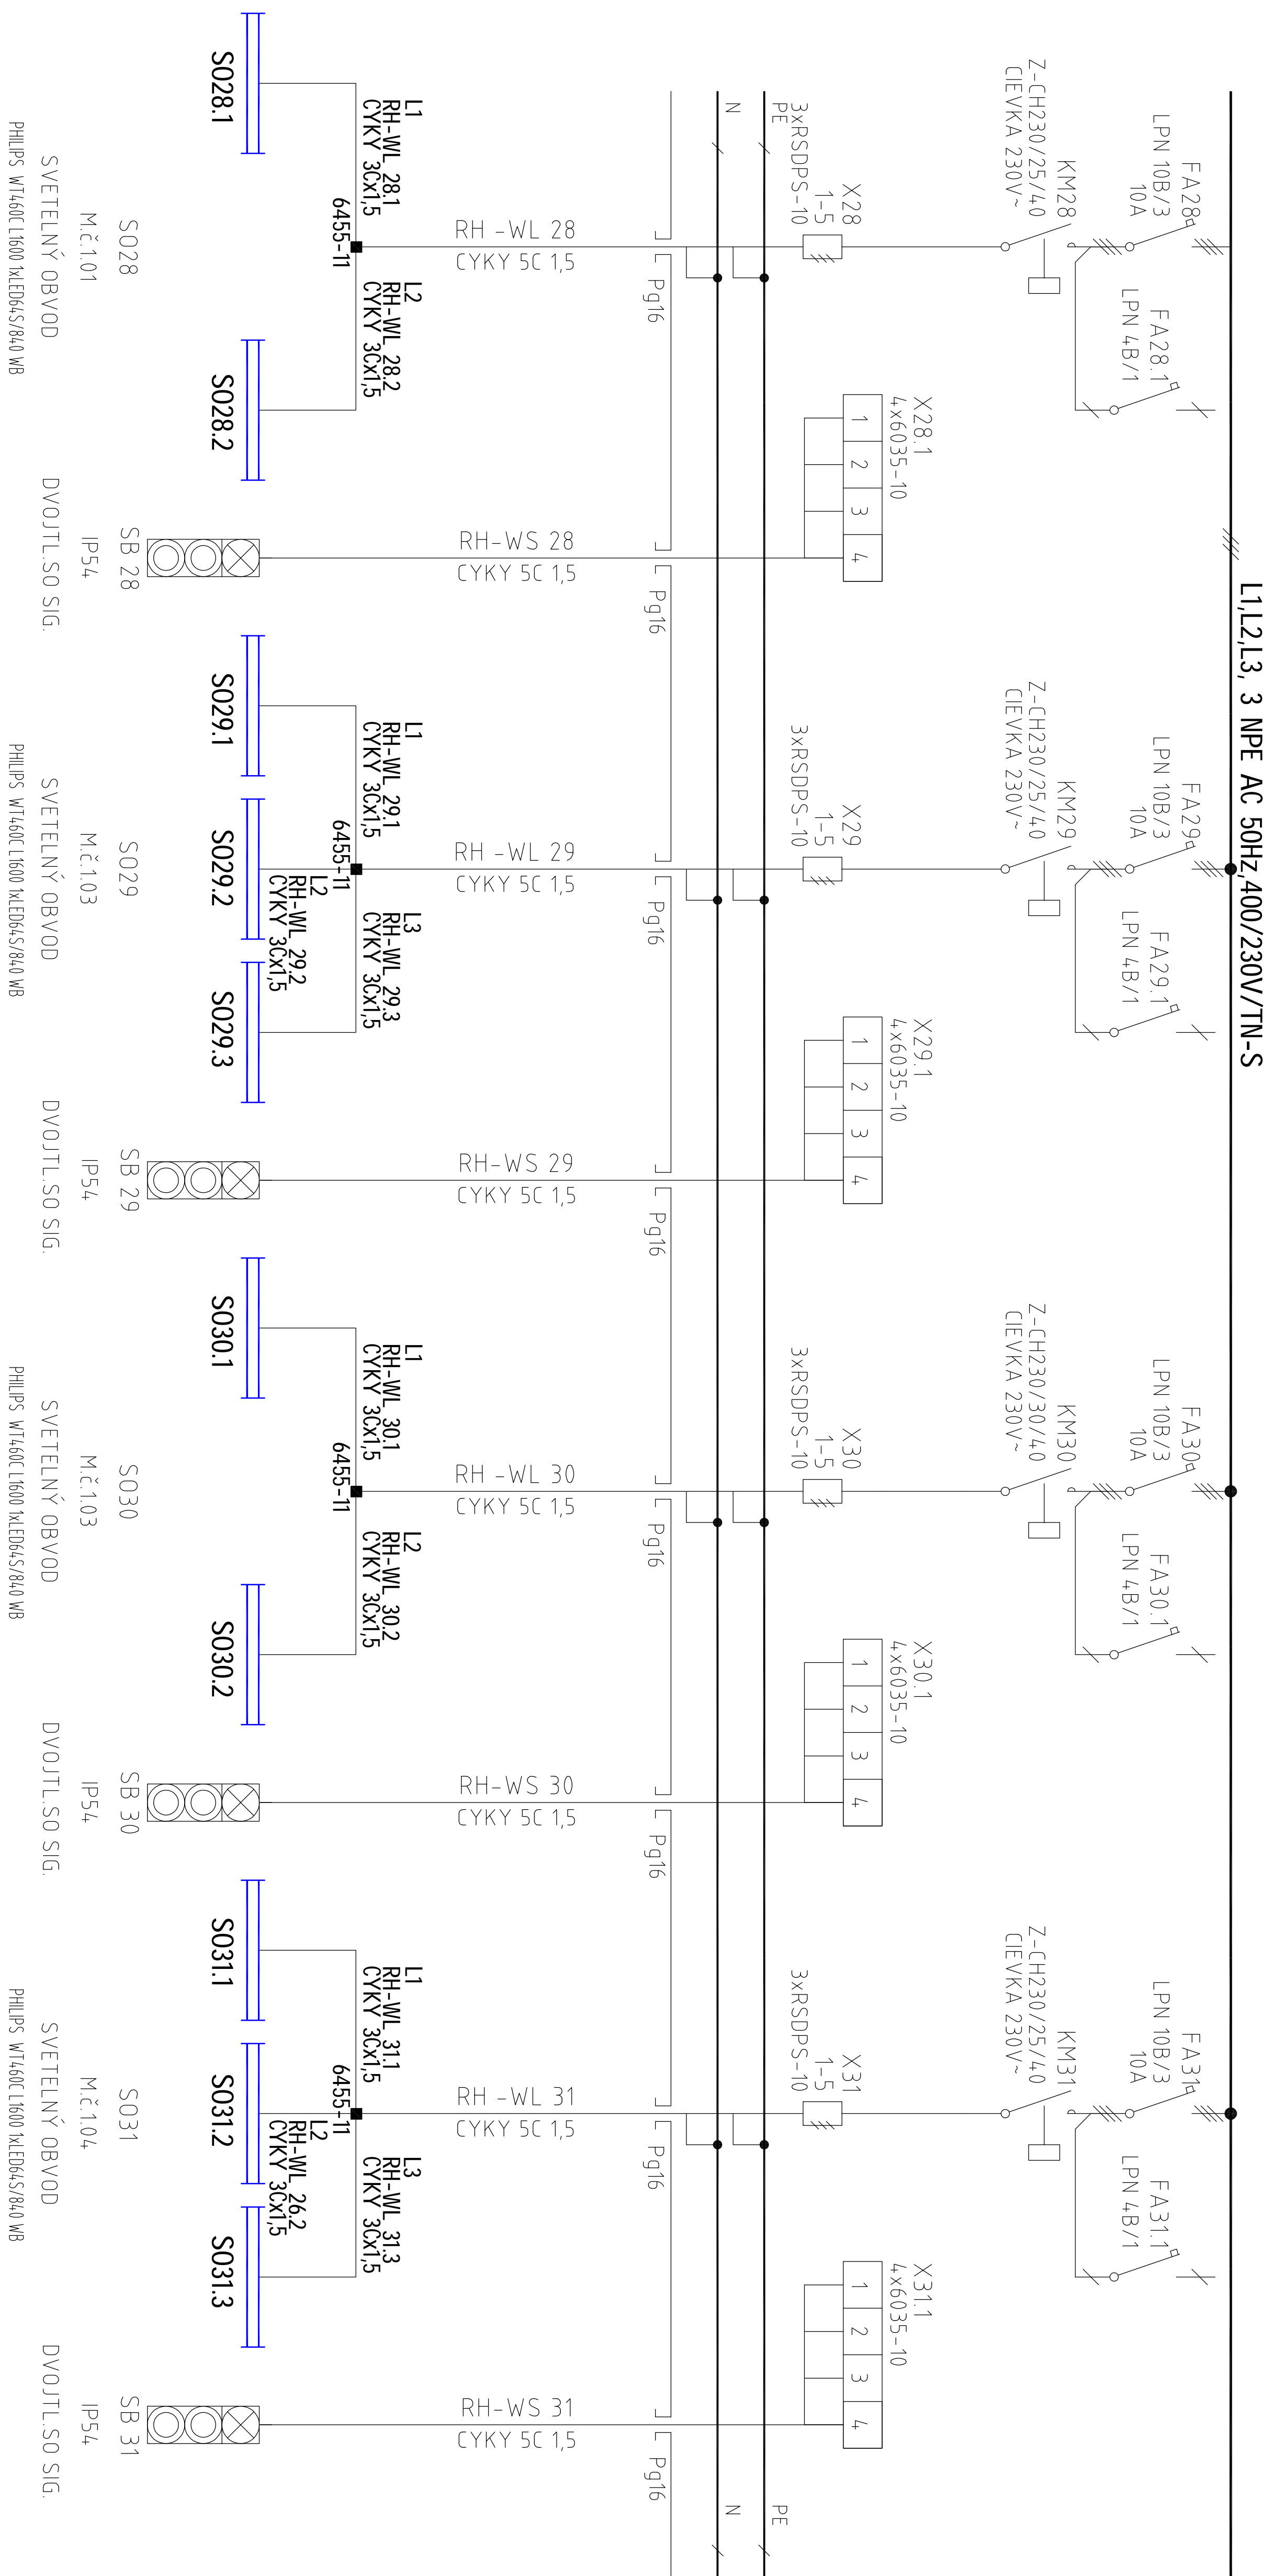 L1,L2,L3, 3 NPE AC 50Hz,400/230V/TN-S
FA28
LPN 10B/3
10A
FA28.1
LPN 4B/1
KM28
Z-CH230/25/40
CIEVKA 230V~
X28
1-5
3xRSDPS-10
X28.1
4x6035-10
1 2 3 4
PE
N
Pg16
Pg16
RH -WL 28
CYKY 5C 1,5
RH-WS 28
CYKY 5C 1,5
L1
RH-WL 28.1
CYKY 3Cx1,5
L2
RH-WL 28.2
CYKY 3Cx1,5
6455-11
SO28.1
SO28.2
SO28
M.č.1.01
SVETELNÝ OBVOD
PHILIPS WT460C L1600 1xLED64S/840 WB
SB 28
IP54
DVOJTL.SO SIG.
FA29
LPN 10B/3
10A
FA29.1
LPN 4B/1
KM29
Z-CH230/25/40
CIEVKA 230V~
X29
1-5
3xRSDPS-10
X29.1
4x6035-10
1 2 3 4
Pg16
Pg16
RH -WL 29
CYKY 5C 1,5
RH-WS 29
CYKY 5C 1,5
L1
RH-WL 29.1
CYKY 3Cx1,5
L3
RH-WL 29.3
CYKY 3Cx1,5
6455-11
L2
RH-WL 29.2
CYKY 3Cx1,5
SO29.1
SO29.2
SO29.3
SO29
M.č.1.03
SVETELNÝ OBVOD
PHILIPS WT460C L1600 1xLED64S/840 WB
SB 29
IP54
DVOJTL.SO SIG.
FA30
LPN 10B/3
10A
FA30.1
LPN 4B/1
KM30
Z-CH230/30/40
CIEVKA 230V~
X30
1-5
3xRSDPS-10
X30.1
4x6035-10
1 2 3 4
Pg16
Pg16
RH -WL 30
CYKY 5C 1,5
RH-WS 30
CYKY 5C 1,5
L1
RH-WL 30.1
CYKY 3Cx1,5
L2
RH-WL 30.2
CYKY 3Cx1,5
6455-11
SO30.1
SO30.2
SO30
M.č.1.03
SVETELNÝ OBVOD
PHILIPS WT460C L1600 1xLED64S/840 WB
SB 30
IP54
DVOJTL.SO SIG.
FA31
LPN 10B/3
10A
FA31.1
LPN 4B/1
KM31
Z-CH230/25/40
CIEVKA 230V~
X31
1-5
3xRSDPS-10
X31.1
4x6035-10
1 2 3 4
PE
N
Pg16
Pg16
RH -WL 31
CYKY 5C 1,5
RH-WS 31
CYKY 5C 1,5
L1
RH-WL 31.1
CYKY 3Cx1,5
L3
RH-WL 31.3
CYKY 3Cx1,5
6455-11
L2
RH-WL 26.2
CYKY 3Cx1,5
SO31.1
SO31.2
SO31.3
SO31
M.č.1.04
SVETELNÝ OBVOD
PHILIPS WT460C L1600 1xLED64S/840 WB
SB 31
IP54
DVOJTL.SO SIG.